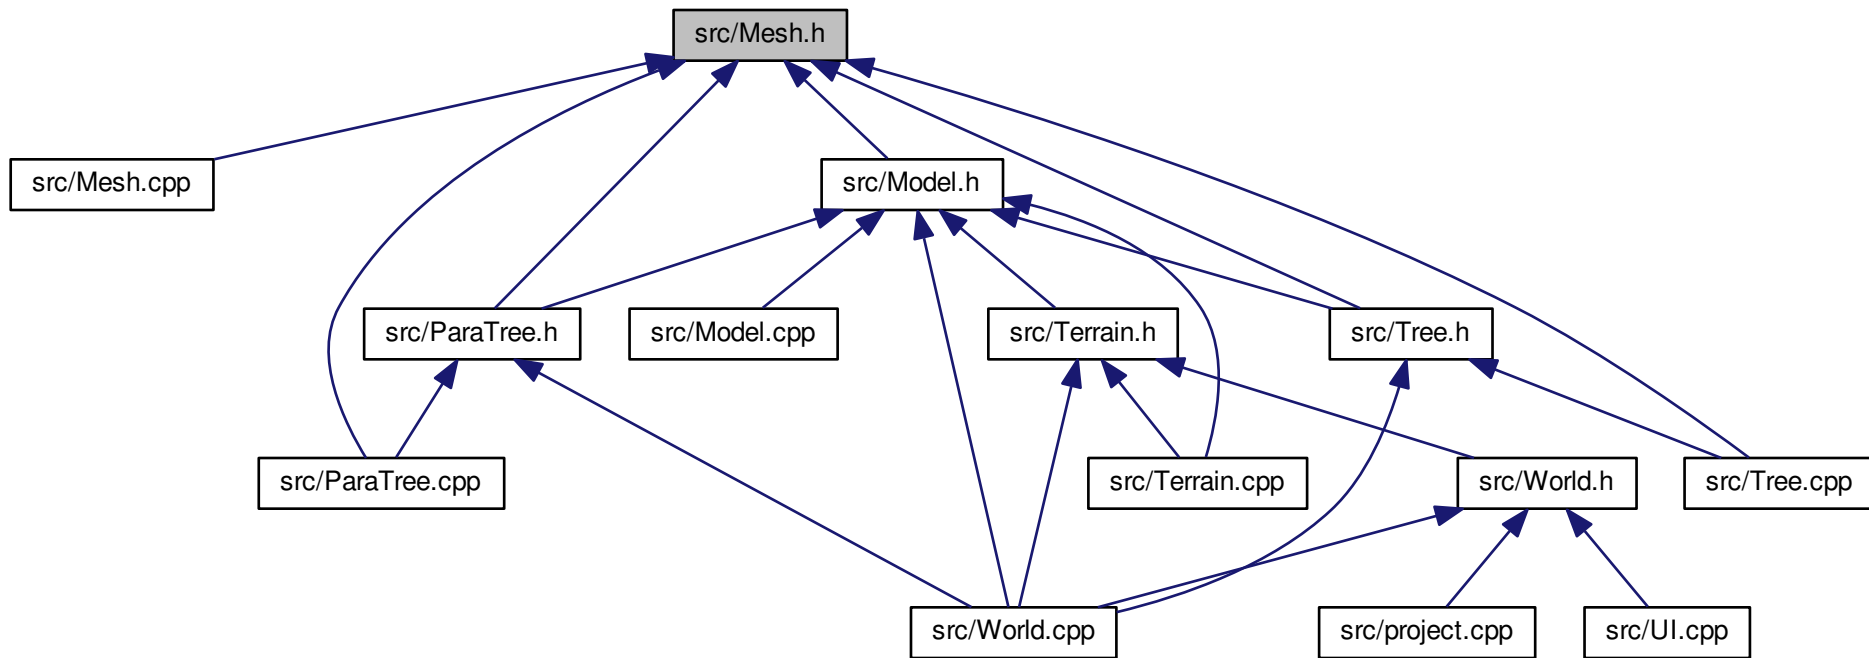 src/Mesh.h
src/Mesh.cpp
src/Model.h
src/ParaTree.h
src/Model.cpp
src/Terrain.h
src/Tree.h
src/ParaTree.cpp
src/Terrain.cpp
src/World.h
src/Tree.cpp
src/World.cpp
src/project.cpp
src/UI.cpp